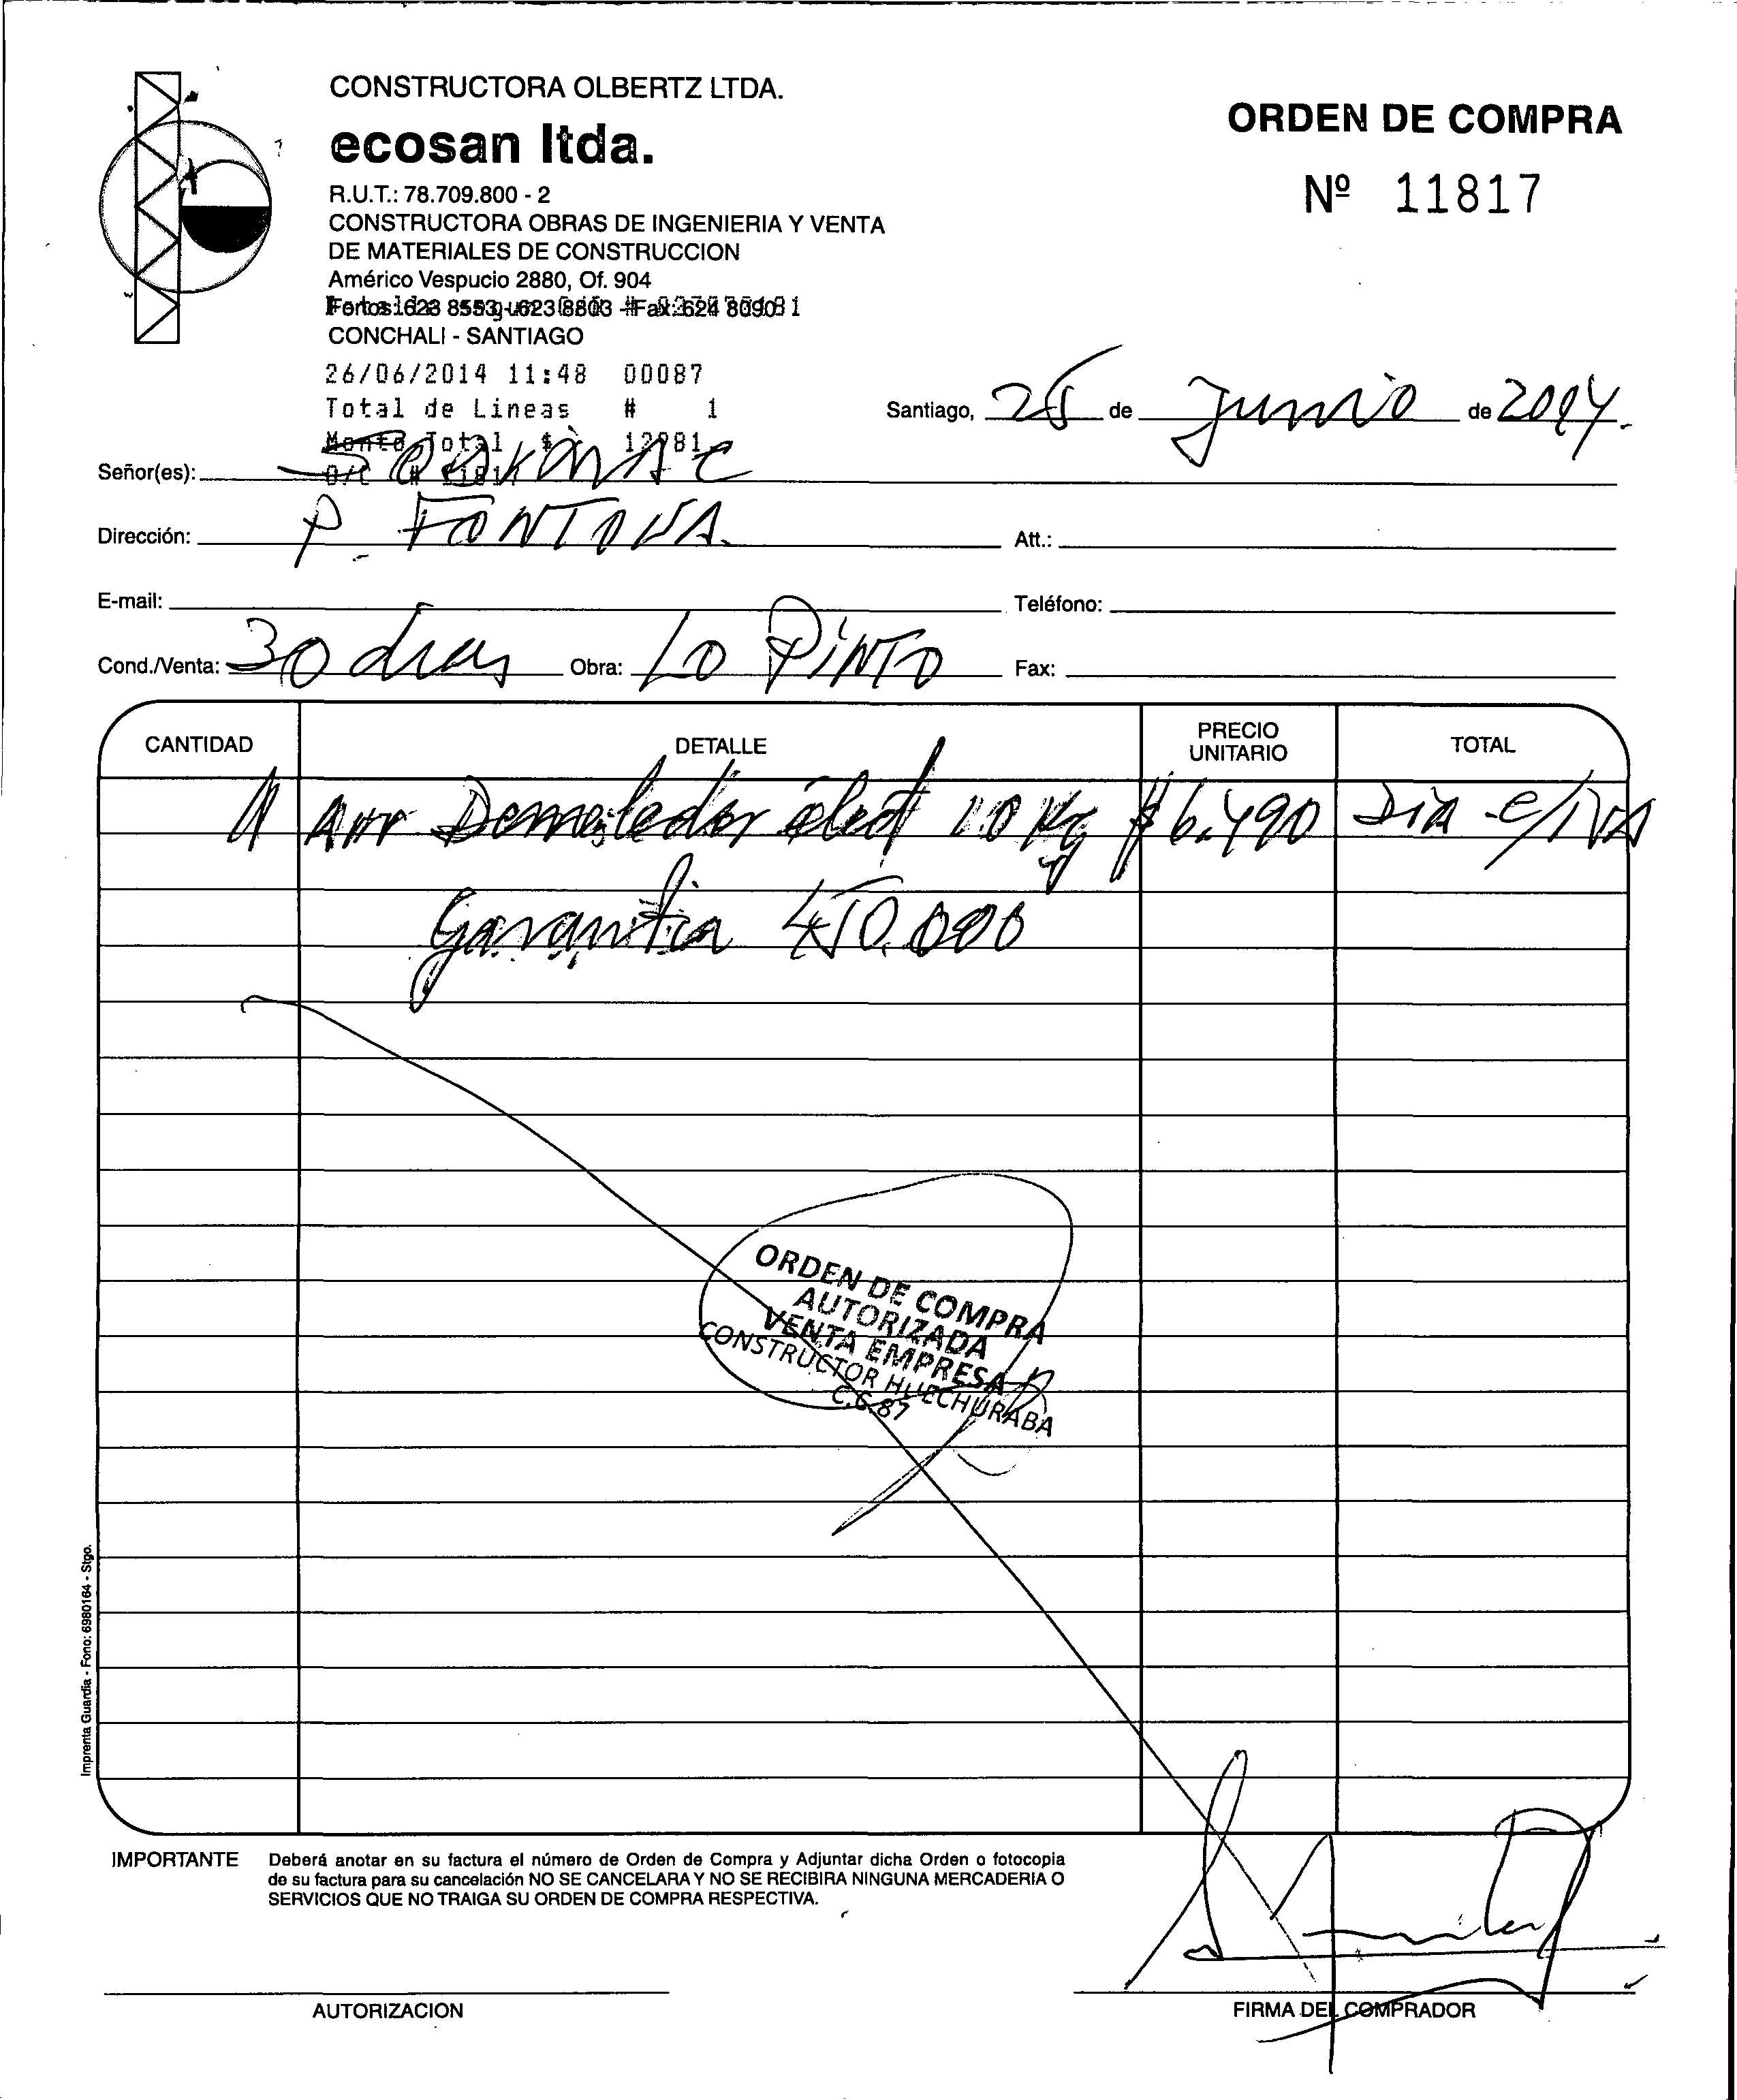 CONSTRUCTORA OLBERTZ LTDA.
ecosan ltda.
R.U.T.: 78.709.800 - 2
CONSTRUCTORA OBRAS DE INGENIERIA Y VENTA
DE MATERIALES DE CONSTRUCCION
Américo Vespucio 2880, Of. 904
Fonos: 623 8553 - 623 8803 - Fax: 624 8090
CONCHALI - SANTIAGO
ORDEN DE COMPRA
Nº 11817
26/06/2014 11:48 00087
Total de Lineas # 1
Monto Total $ 12981
O/C #
Santiago, 26 de Junio de 2014.
Señor(es): SODIMAC
Dirección: P. FONTOVA. Att.:
E-mail: Teléfono:
Cond./Venta: 30 dias Obra: LO PINTO Fax:
CANTIDAD DETALLE PRECIO UNITARIO TOTAL
1 Arr Demoledor elect 10 Kg $ 6.490 DIA c/IVA
Garantia 450.000
ORDEN DE COMPRA
AUTORIZADA
VENTA EMPRESA
CONSTRUCTOR HUECHURABA
C.C.87
Imprenta Guardia - Fono: 6980164 - Stgo.
IMPORTANTE Deberá anotar en su factura el número de Orden de Compra y Adjuntar dicha Orden o fotocopia
de su factura para su cancelación NO SE CANCELARA Y NO SE RECIBIRA NINGUNA MERCADERIA O
SERVICIOS QUE NO TRAIGA SU ORDEN DE COMPRA RESPECTIVA.
AUTORIZACION FIRMA DEL COMPRADOR